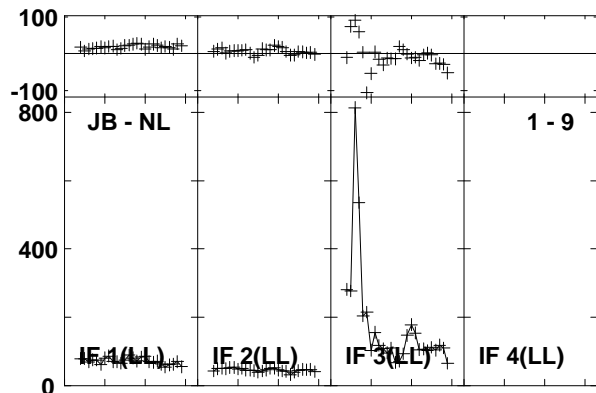 100
-100
800
JB - NL
1 - 9
400
IF 1(LL)
IF 2(LL)
IF 3(LL)
IF 4(LL)
0